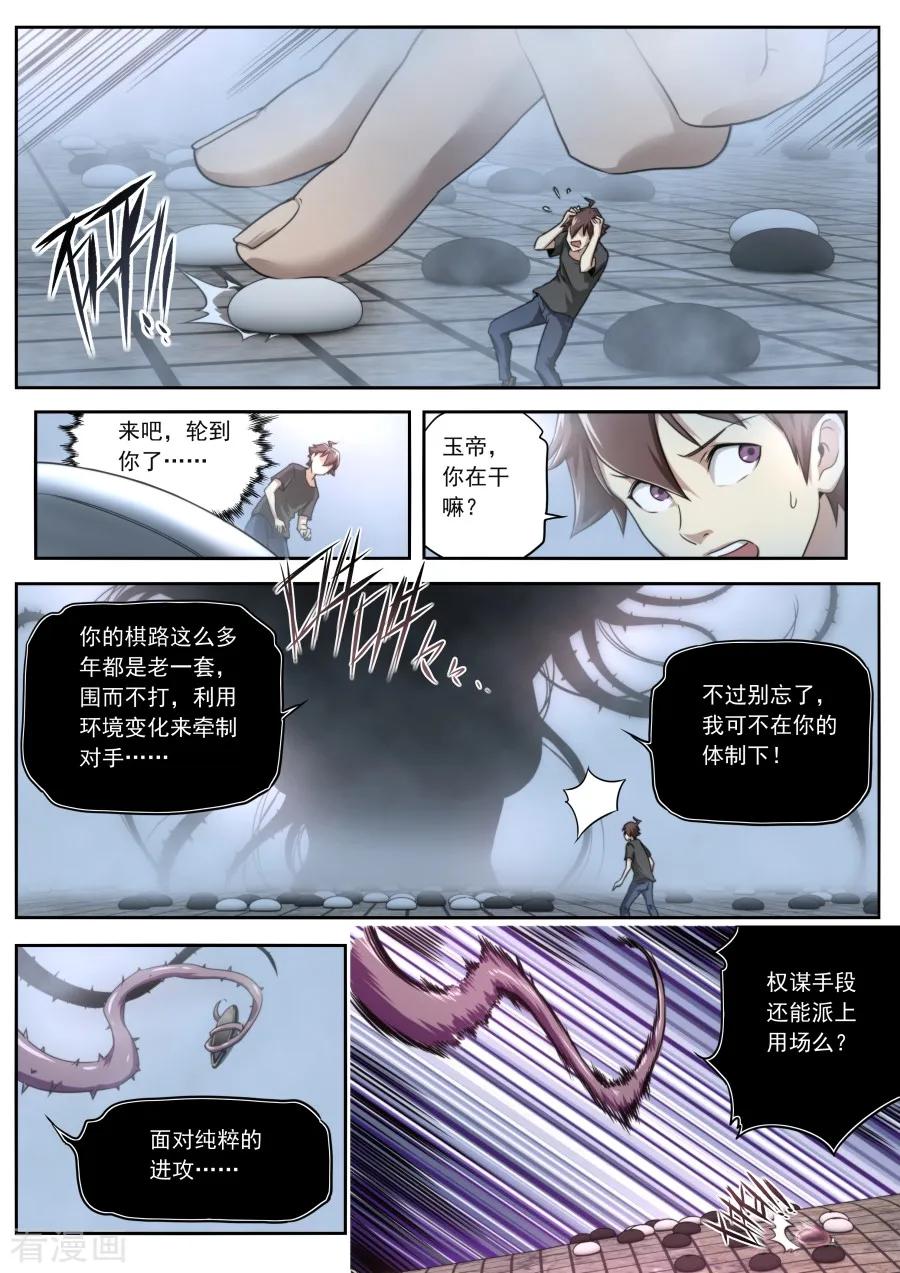 来吧，轮到
你了……
玉帝，
你在干
嘛？
你的棋路这么多
年都是老一套，
围而不打，利用
环境变化来牵制
对手……
不过别忘了，
我可不在你的
体制下！
面对纯粹的
进攻……
权谋手段
还能派上
用场么？
看漫画